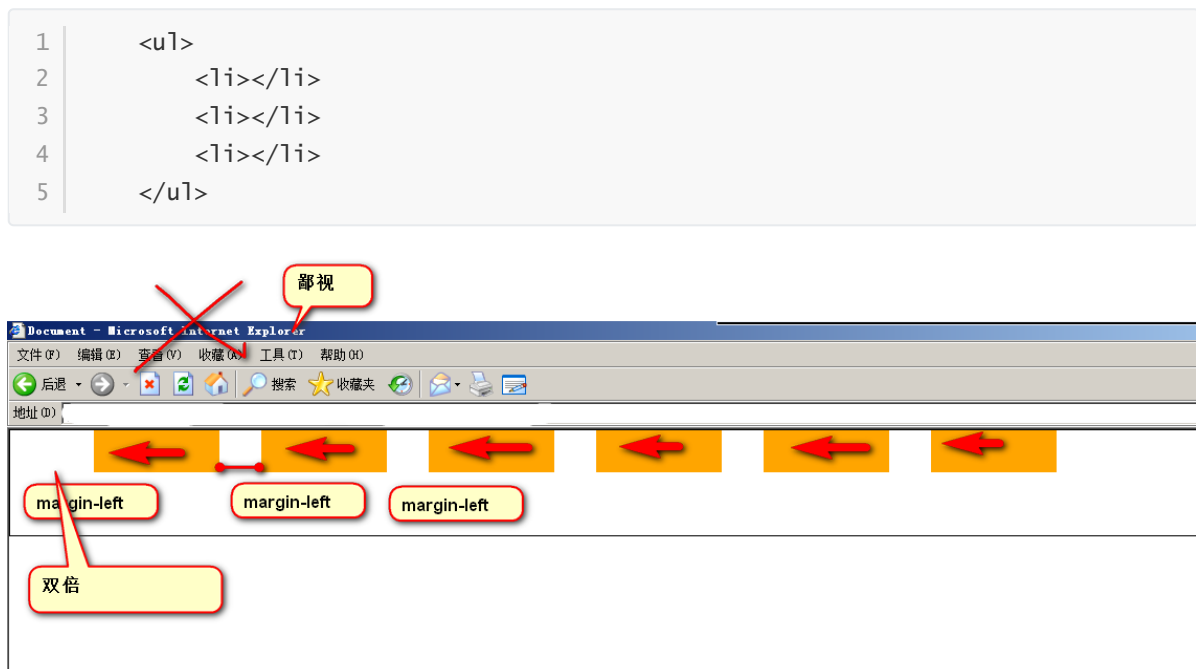 1 <ul>
2 <li></li>
3 <li></li>
4 <li></li>
5 </ul>
鄙视
Document - Microsoft Internet Explorer
文件(F) 编辑(E) 查看(V) 收藏(A) 工具(T) 帮助(H)
后退 搜索 收藏夹
地址(D)
margin-left margin-left margin-left
双倍